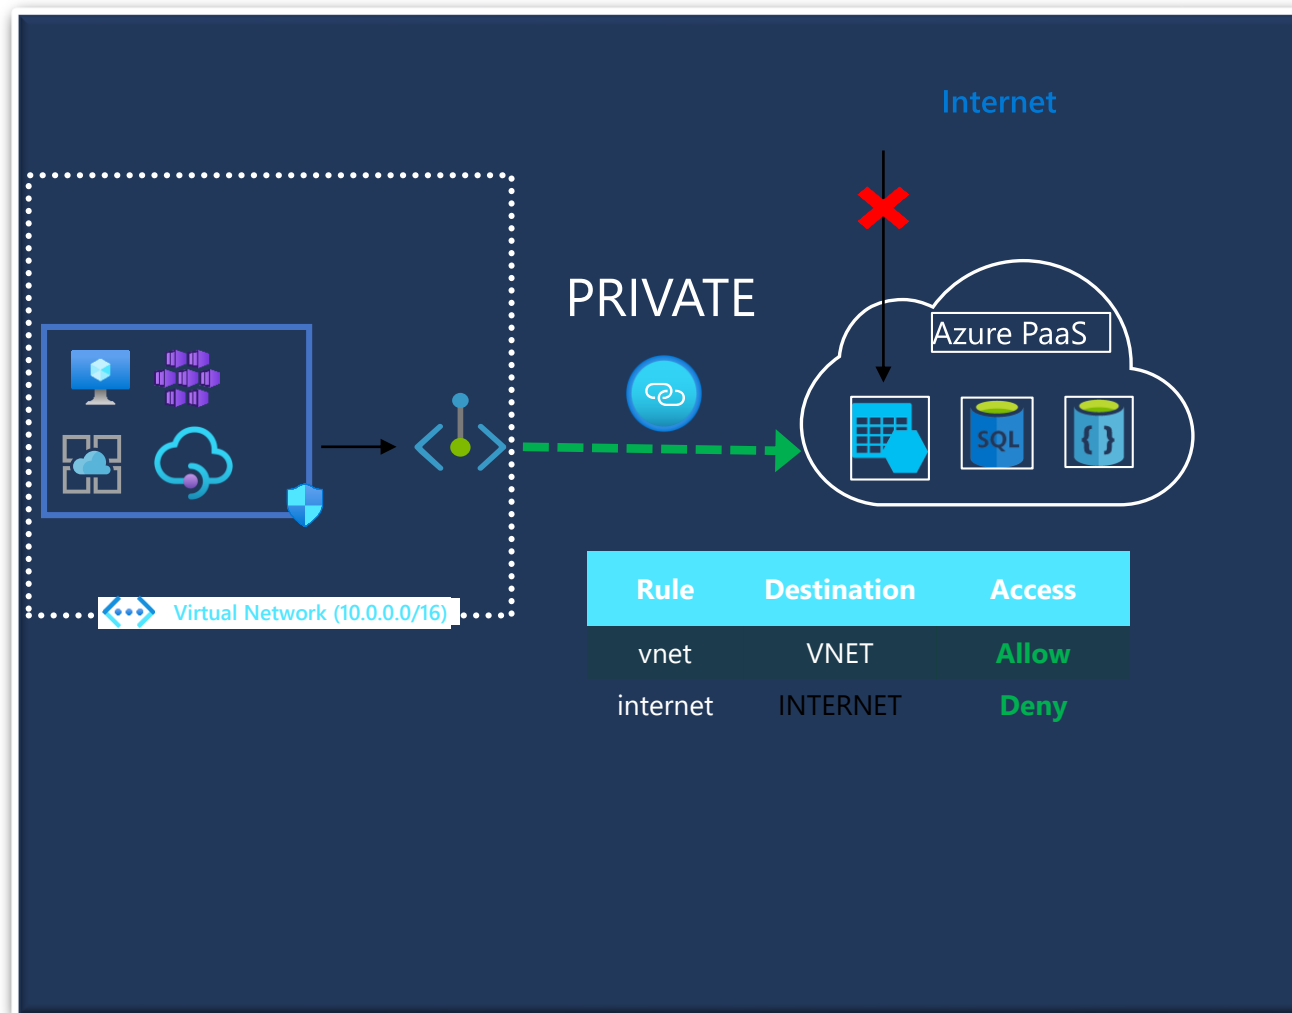 Internet
PRIVATE
Azure PaaS
SQL
{ }
Virtual Network (10.0.0.0/16)
Rule Destination Access
vnet VNET Allow
internet INTERNET Deny